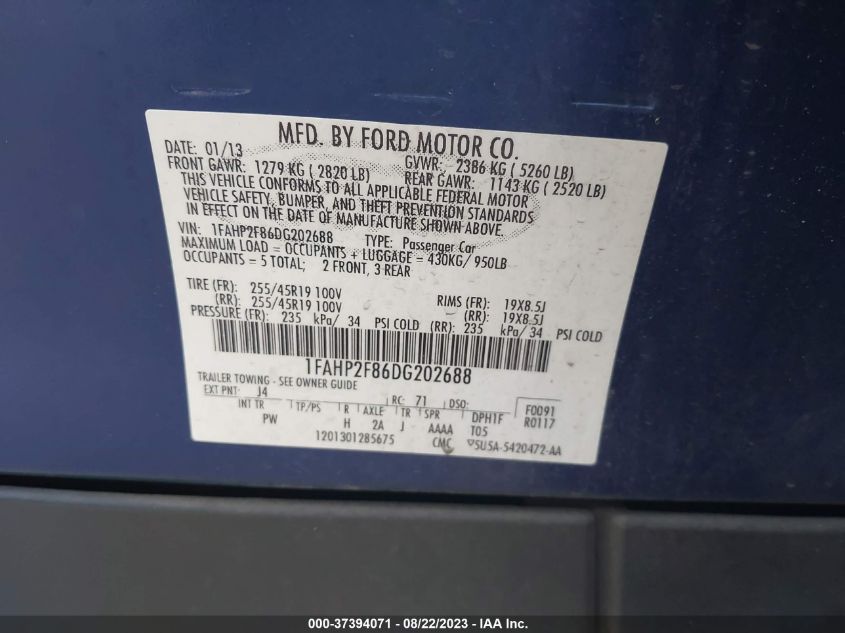 MFD. BY FORD MOTOR CO.
DATE: 01/13 GVWR: 2386 KG ( 5260 LB)
FRONT GAWR: 1279 KG ( 2820 LB) REAR GAWR: 1143 KG ( 2520 LB)
THIS VEHICLE CONFORMS TO ALL APPLICABLE FEDERAL MOTOR
VEHICLE SAFETY, BUMPER, AND THEFT PREVENTION STANDARDS
IN EFFECT ON THE DATE OF MANUFACTURE SHOWN ABOVE.
VIN: 1FAHP2F86DG202688 TYPE: Passenger Car
MAXIMUM LOAD = OCCUPANTS + LUGGAGE = 430KG/ 950LB
OCCUPANTS = 5 TOTAL; 2 FRONT, 3 REAR
TIRE (FR): 255/45R19 100V RIMS (FR): 19X8.5J
(RR): 255/45R19 100V (RR): 19X8.5J
PRESSURE (FR): 235 kPa/ 34 PSI COLD (RR): 235 kPa/ 34 PSI COLD
1FAHP2F86DG202688
TRAILER TOWING - SEE OWNER GUIDE
EXT PNT: J4 RC: 71 DSO: F0091
INT TR TP/PS R AXLE TR SPR DPH1F R0117
PW H 2A J AAAA T05
1201301285675 CMC 5U5A-5420472-AA
000-37394071 - 08/22/2023 - IAA Inc.